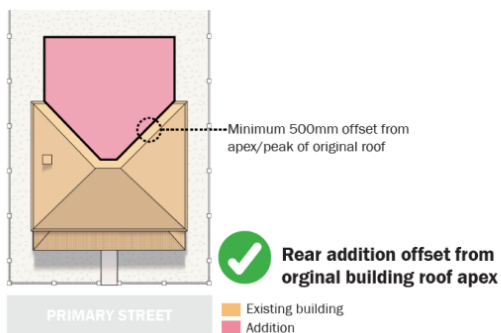 Minimum 500mm offset from
apex/peak of original roof
Rear addition offset from
orginal building roof apex
PRIMARY STREET
Existing building
Addition